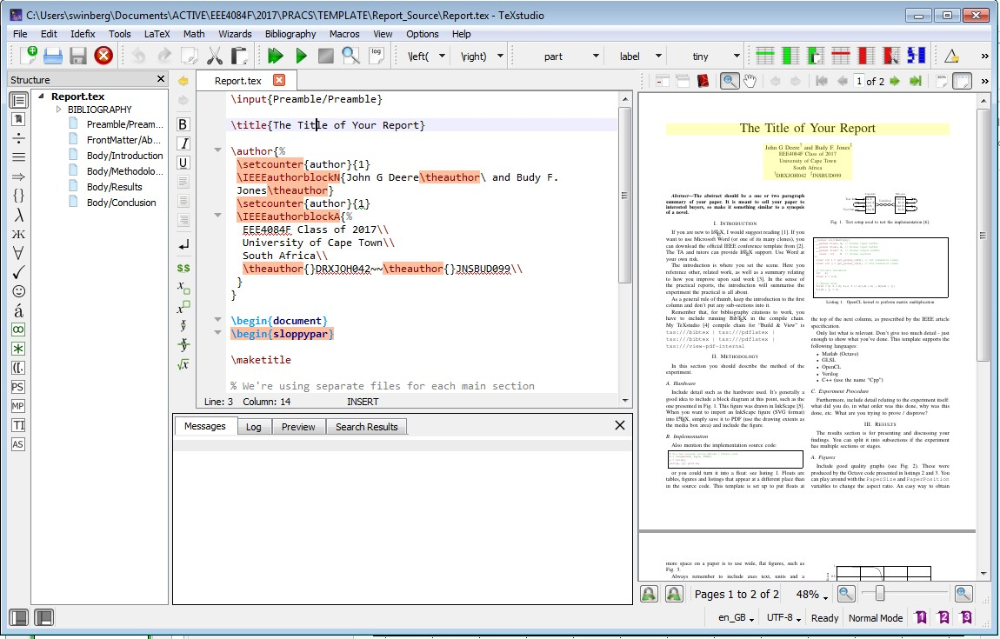 C:\Users\swinberg\Documents\ACTIVE\EEE4084F\2017\PRACS\TEMPLATE\Report_Source\Report.tex - TeXstudio
File Edit Idefix Tools LaTeX Math Wizards Bibliography Macros View Options Help
log \left( \right) part label tiny »
Structure
Report.tex
BIBLIOGRAPHY
Preamble/Pream...
FrontMatter/Ab...
Body/Introduction
Body/Methodolo...
Body/Results
Body/Conclusion
PS
MP
TI
AS
Report.tex
B
I
U
$$
\input{Preamble/Preamble}
\title{The Title of Your Report}
\author{%
\setcounter{author}{1}
\IEEEauthorblockN{John G Deere\theauthor\ and Budy F.
Jones\theauthor}
\setcounter{author}{1}
\IEEEauthorblockA{%
EEE4084F Class of 2017\\
University of Cape Town\\
South Africa\\
\theauthor{}DRXJOH042~~\theauthor{}JNSBUD099\\
}
}
\begin{document}
\begin{sloppypar}
\maketitle
% We're using separate files for each main section
Line: 3 Column: 14 INSERT
Messages Log Preview Search Results
1 of 2 »
The Title of Your Report
John G Deere† and Budy F. Jones‡
EEE4084F Class of 2017
University of Cape Town
South Africa
†DRXJOH042 ‡JNSBUD099
Abstract—The abstract should be a one or two paragraph
summary of your paper. It is meant to sell your paper to
interested buyers, so make it something similar to a synopsis
of a novel.
I. Introduction
If you are new to LaTeX, I would suggest reading [1]. If you
want to use Microsoft Word (or one of its many clones), you
can download the official IEEE conference template from [2].
The TA and tutors can provide LaTeX support. Use Word at
your own risk.
The introduction is where you set the scene. Here you
reference other, related work, as well as a summary relating
to how you improve upon said work [3]. In the sense of
the practical reports, the introduction will summarise the
experiment the practical is all about.
As a general rule of thumb, keep the introduction to the first
column and don't put any sub-sections into it.
Remember that, for bibliography citations to work, you
have to include running BibTeX in the compile chain.
My TeXstudio [4] compile chain for "Build & View" is
txs:///bibtex | txs:///pdflatex |
txs:///bibtex | txs:///pdflatex |
txs:///view-pdf-internal
II. Methodology
In this section you should describe the method of the
experiment.
A. Hardware
Include detail such as the hardware used. It's generally a
good idea to include a block diagram at this point, such as the
one presented in Fig. 1. This figure was drawn in InkScape [5].
When you want to import an InkScape figure (SVG format)
into LaTeX, simply save it to PDF (use the drawing extents as
the media box area) and include the figure.
B. Implementation
Also mention the implementation source code:
or you could turn it into a float: see listing 1. Floats are
tables, figures and listings that appear at a different place than
in the source code. This template is set up to put floats at
Fig. 1. Test setup used to test the implementation [6].
Listing 1. OpenCL kernel to perform matrix multiplication
the top of the next column, as prescribed by the IEEE article
specification.
Only list what is relevant. Don't give too much detail - just
enough to show what you've done. This template supports the
following languages:
• Matlab (Octave)
• GLSL
• OpenCL
• Verilog
• C++ (use the name "Cpp")
C. Experiment Procedure
Furthermore, include detail relating to the experiment itself:
what did you do, in what order was this done, why was this
done, etc. What are you trying to prove / disprove?
III. Results
The results section is for presenting and discussing your
findings. You can split it into subsections if the experiment
has multiple sections or stages.
A. Figures
Include good quality graphs (see Fig. 2). These were
produced by the Octave code presented in listings 2 and 3. You
can play around with the PaperSize and PaperPosition
variables to change the aspect ratio. An easy way to obtain
more space on a paper is to use wide, flat figures, such as
Fig. 3.
Always remember to include axes text, units and a
Pages 1 to 2 of 2 48%
en_GB UTF-8 Ready Normal Mode 1 2 3